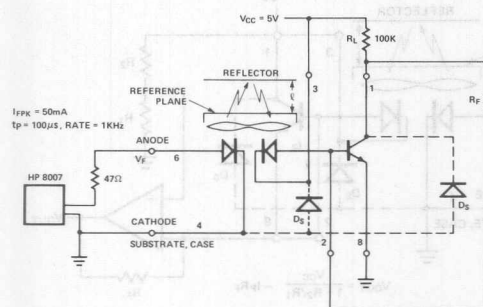 VCC = 5V
RL
100K
REFLECTOR
REFERENCE
PLANE
ℓ
3
1
RF
IFPK = 50mA
tP = 100µs, RATE = 1KHz
ANODE
VF
6
HP 8007
47Ω
CATHODE
4
SUBSTRATE, CASE
DS
DS
2
8